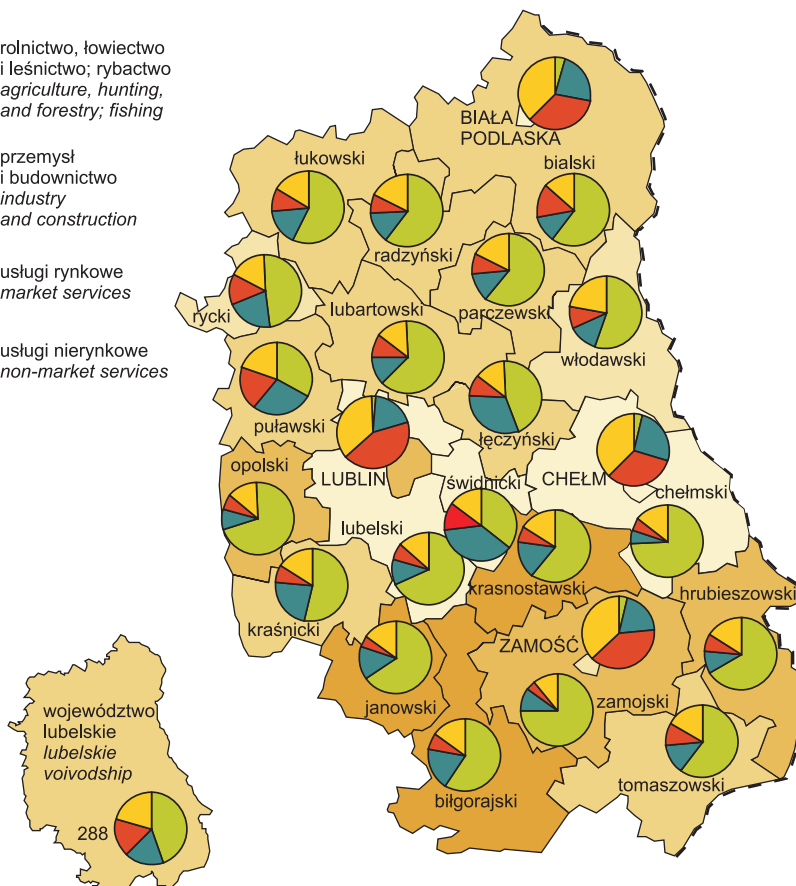 rolnictwo, łowiectwo
i leśnictwo; rybactwo
agriculture, hunting,
and forestry; fishing
przemysł
i budownictwo
industry
and construction
usługi rynkowe
market services
usługi nierynkowe
non-market services
BIAŁA
PODLASKA
łukowski
bialski
radzyński
rycki
lubartowski
parczewski
włodawski
puławski
łęczyński
opolski
LUBLIN
świdnicki
CHEŁM
chełmski
lubelski
krasnostawski
hrubieszowski
kraśnicki
ZAMOŚĆ
janowski
zamojski
biłgorajski
tomaszowski
województwo
lubelskie
lubelskie
voivodship
288